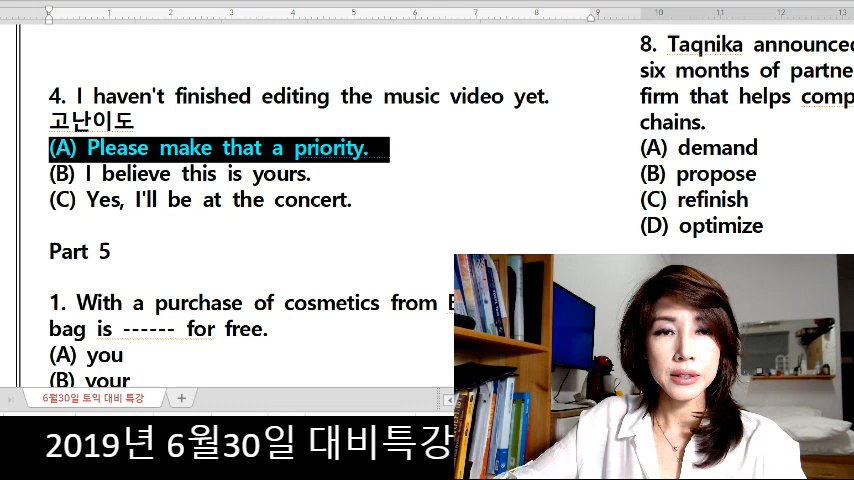 4. I haven't finished editing the music video yet.
고난이도
(A) Please make that a priority.
(B) I believe this is yours.
(C) Yes, I'll be at the concert.
Part 5
1. With a purchase of cosmetics from
bag is ------ for free.
(A) you
(B) your
8. Taqnika announced
six months of partne
firm that helps comp
chains.
(A) demand
(B) propose
(C) refinish
(D) optimize
6월30일 토익 대비 특강
2019년 6월30일 대비특강